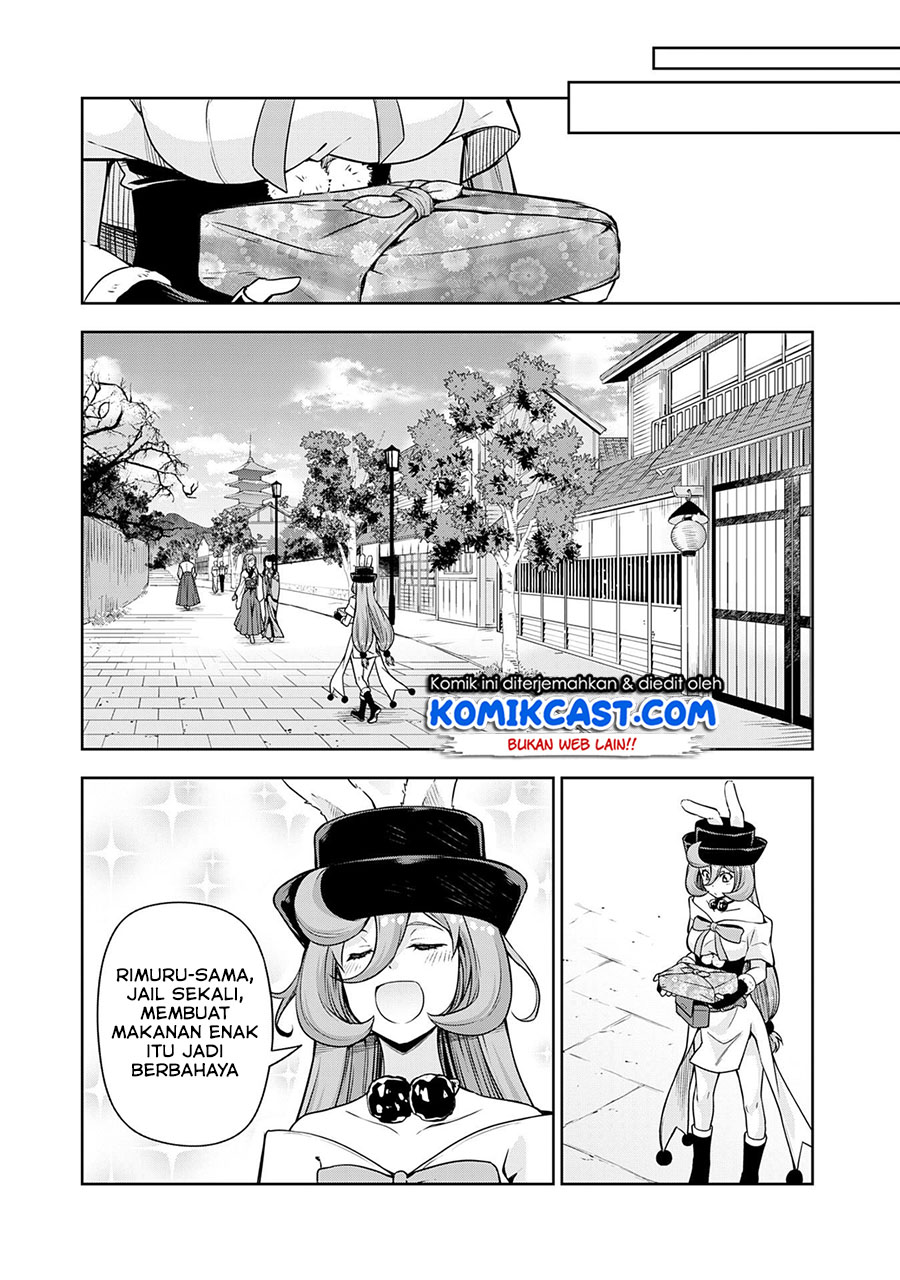 Komik ini diterjemahkan & diedit oleh
KOMIKCAST.COM
BUKAN WEB LAIN!!
RIMURU-SAMA,
JAIL SEKALI,
MEMBUAT
MAKANAN ENAK
ITU JADI
BERBAHAYA